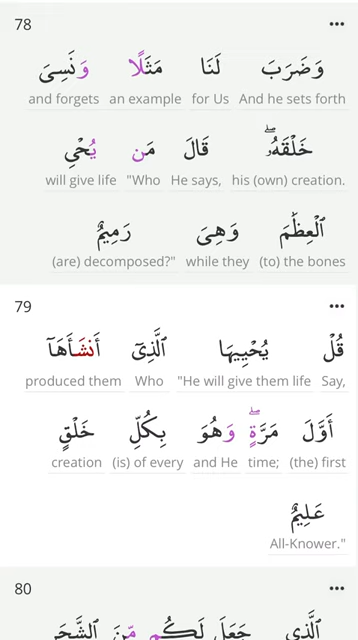 78
وَضَرَبَ لَنَا مَثَلًا وَنَسِىَ
And he sets forth for Us an example and forgets
خَلْقَهُۥۖ قَالَ مَن يُحْىِ
his (own) creation. He says, "Who will give life
ٱلْعِظَٰمَ وَهِىَ رَمِيمٌ
(to) the bones while they (are) decomposed?"
79
قُلْ يُحْيِيهَا ٱلَّذِىٓ أَنشَأَهَآ
Say, "He will give them life Who produced them
أَوَّلَ مَرَّةٍۖ وَهُوَ بِكُلِّ خَلْقٍ
(the) first time; and He (is) of every creation
عَلِيمٌ
All-Knower."
80
ٱلَّذِى جَعَلَ لَكُم مِّنَ ٱلشَّجَرِ